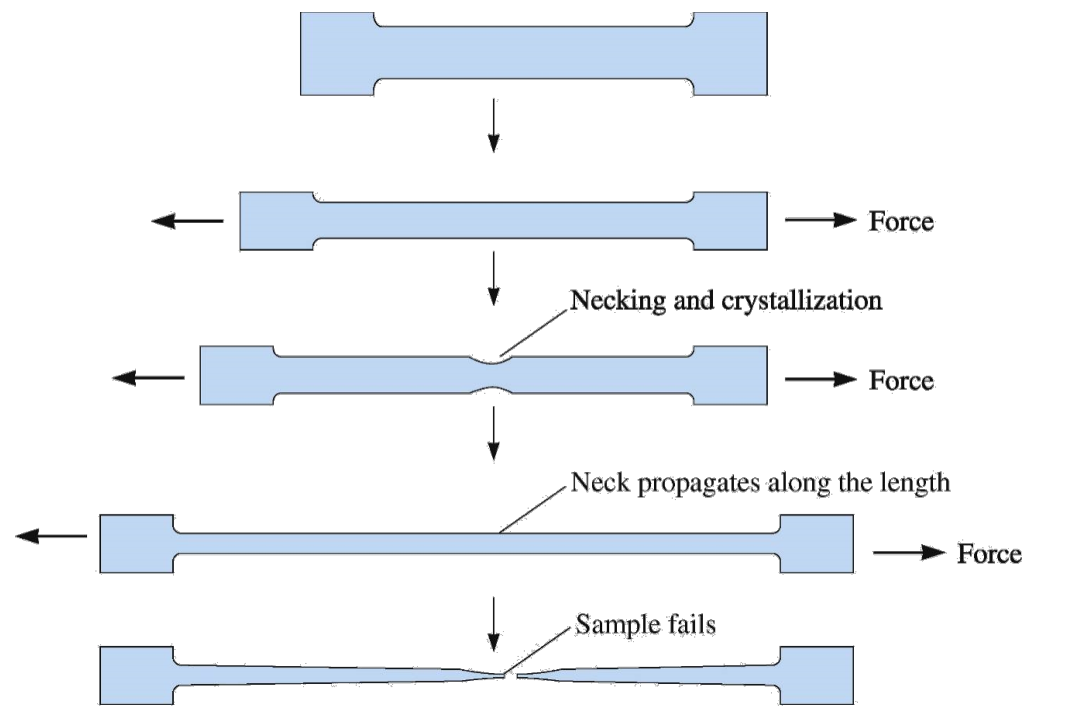 Force
Necking and crystallization
Force
Neck propagates along the length
Force
Sample fails